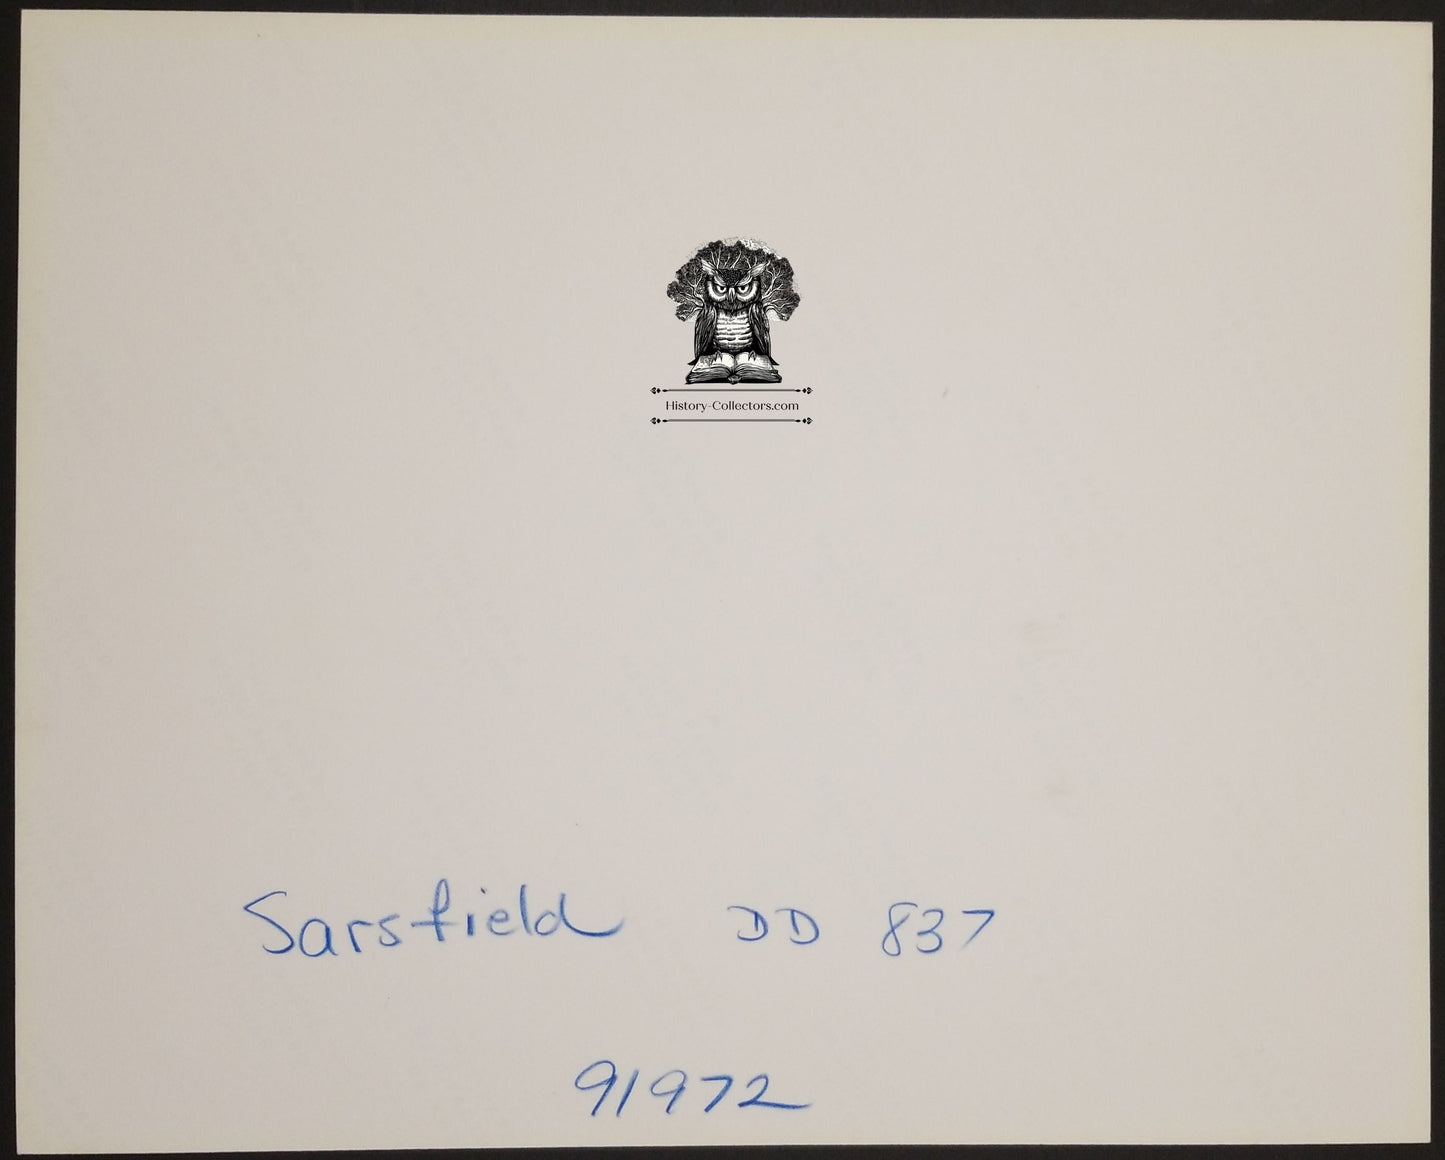 History-Collectors.com
Sarsfield DD 837
91972